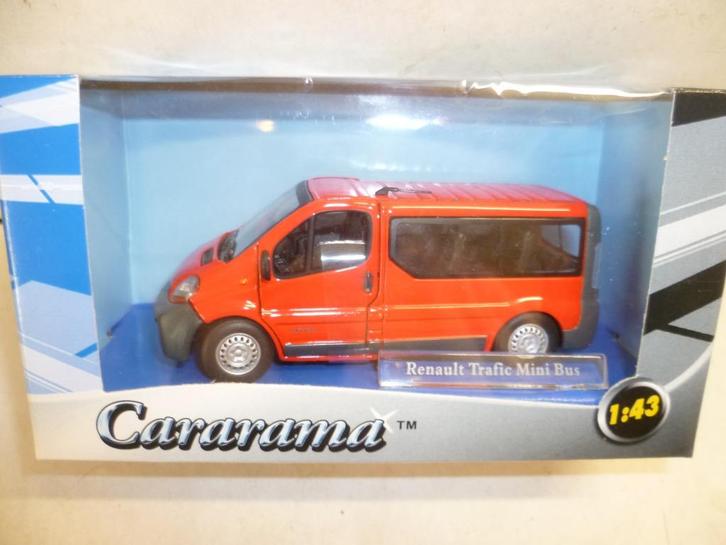 Renault Trafic Mini Bus
1:43
Cararama™